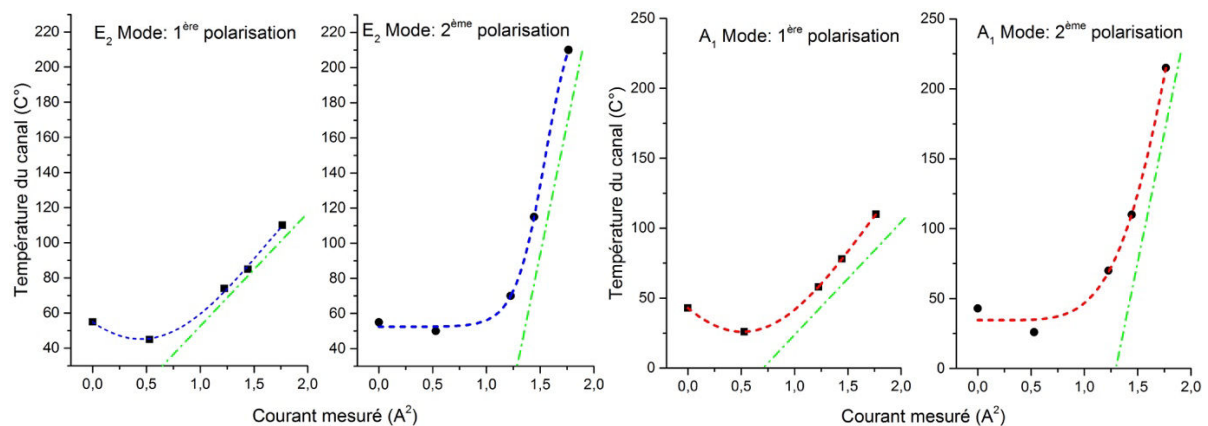 E₂ Mode: 1ère polarisation
E₂ Mode: 2ème polarisation
A₁ Mode: 1ère polarisation
A₁ Mode: 2ème polarisation
Température du canal (C°)
220
200
180
160
140
120
100
80
60
40
0,0 0,5 1,0 1,5 2,0
220
200
180
160
140
120
100
80
60
40
0,0 0,5 1,0 1,5 2,0
Courant mesuré (A²)
Température du canal (C°)
250
200
150
100
50
0
0,0 0,5 1,0 1,5 2,0
250
200
150
100
50
0
0,0 0,5 1,0 1,5 2,0
Courant mesuré (A²)